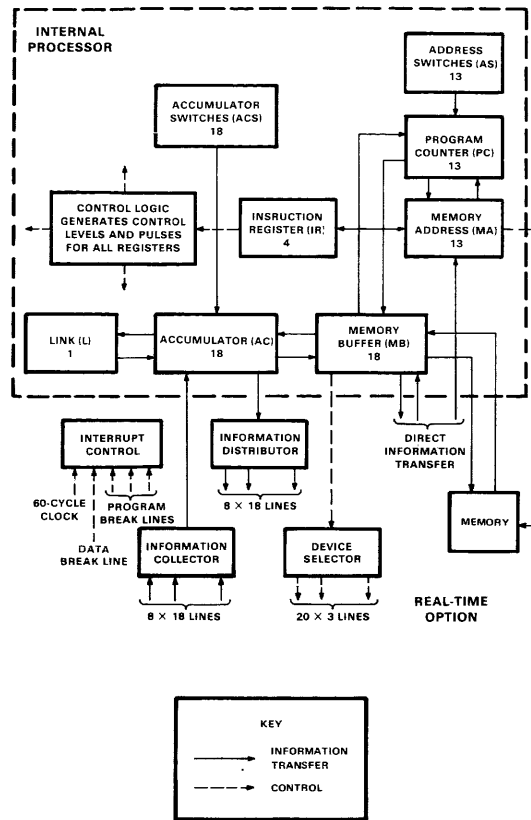 INTERNAL
PROCESSOR
ADDRESS
SWITCHES (AS)
13
ACCUMULATOR
SWITCHES (ACS)
18
PROGRAM
COUNTER (PC)
13
CONTROL LOGIC
GENERATES CONTROL
LEVELS AND PULSES
FOR ALL REGISTERS
INSRUCTION
REGISTER (IR)
4
MEMORY
ADDRESS (MA)
13
LINK (L)
1
ACCUMULATOR (AC)
18
MEMORY
BUFFER (MB)
18
INTERRUPT
CONTROL
INFORMATION
DISTRIBUTOR
DIRECT
INFORMATION
TRANSFER
60-CYCLE
CLOCK
PROGRAM
BREAK LINES
8 × 18 LINES
MEMORY
DATA
BREAK LINE
INFORMATION
COLLECTOR
DEVICE
SELECTOR
8 × 18 LINES
20 × 3 LINES
REAL-TIME
OPTION
KEY
INFORMATION
TRANSFER
CONTROL